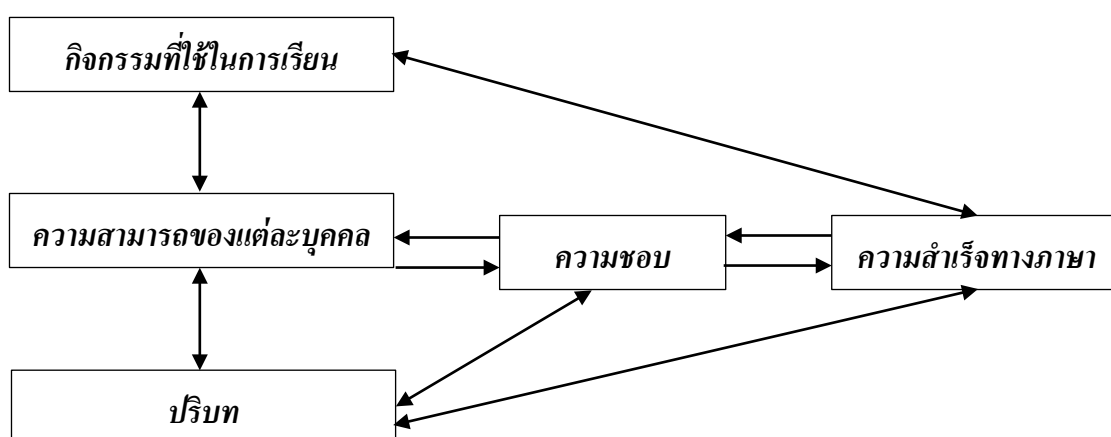 กิจกรรมที่ใช้ในการเรียน
ความสามารถของแต่ละบุคคล
ความชอบ
ความสำเร็จทางภาษา
ปริบท